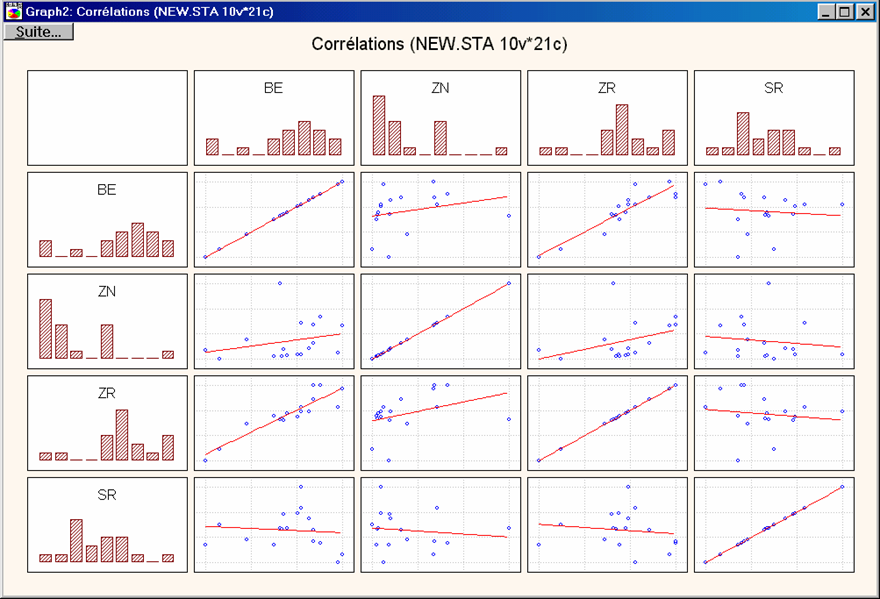 Graph2: Corrélations (NEW.STA 10v*21c)
Suite...
Corrélations (NEW.STA 10v*21c)
BE ZN ZR SR
BE
ZN
ZR
SR